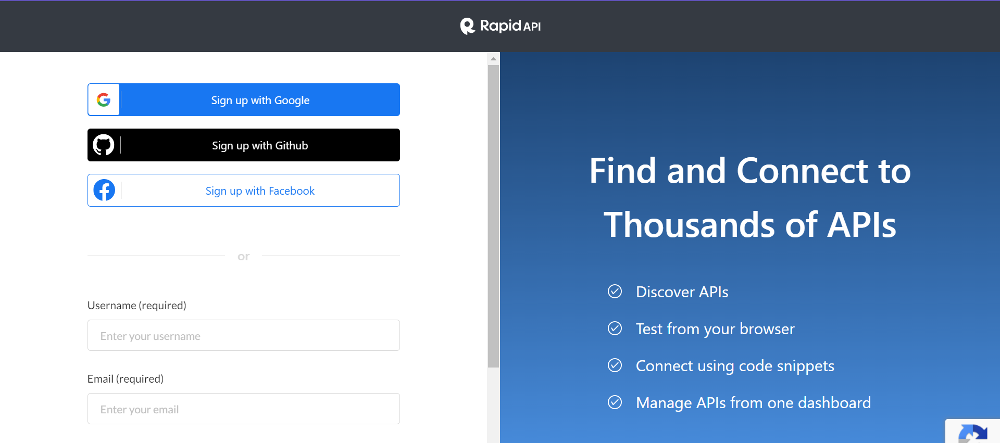 Rapid API
Sign up with Google
Sign up with Github
Sign up with Facebook
or
Username (required)
Enter your username
Email (required)
Enter your email
Find and Connect to
Thousands of APIs
Discover APIs
Test from your browser
Connect using code snippets
Manage APIs from one dashboard